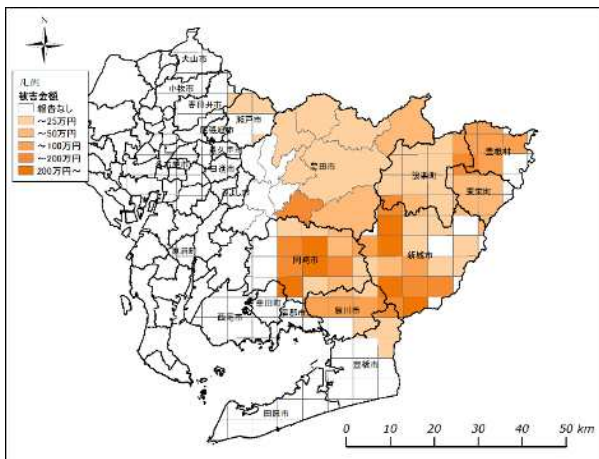 N
凡例
被害金額
報告なし
～25万円
～50万円
～100万円
～200万円
200万円～
犬山市
小牧市
春日井市
瀬戸市
豊田市
設楽町
豊根村
東栄町
岡崎市
新城市
西尾市
幸田町
蒲郡市
豊川市
豊橋市
田原市
0 10 20 30 40 50 km